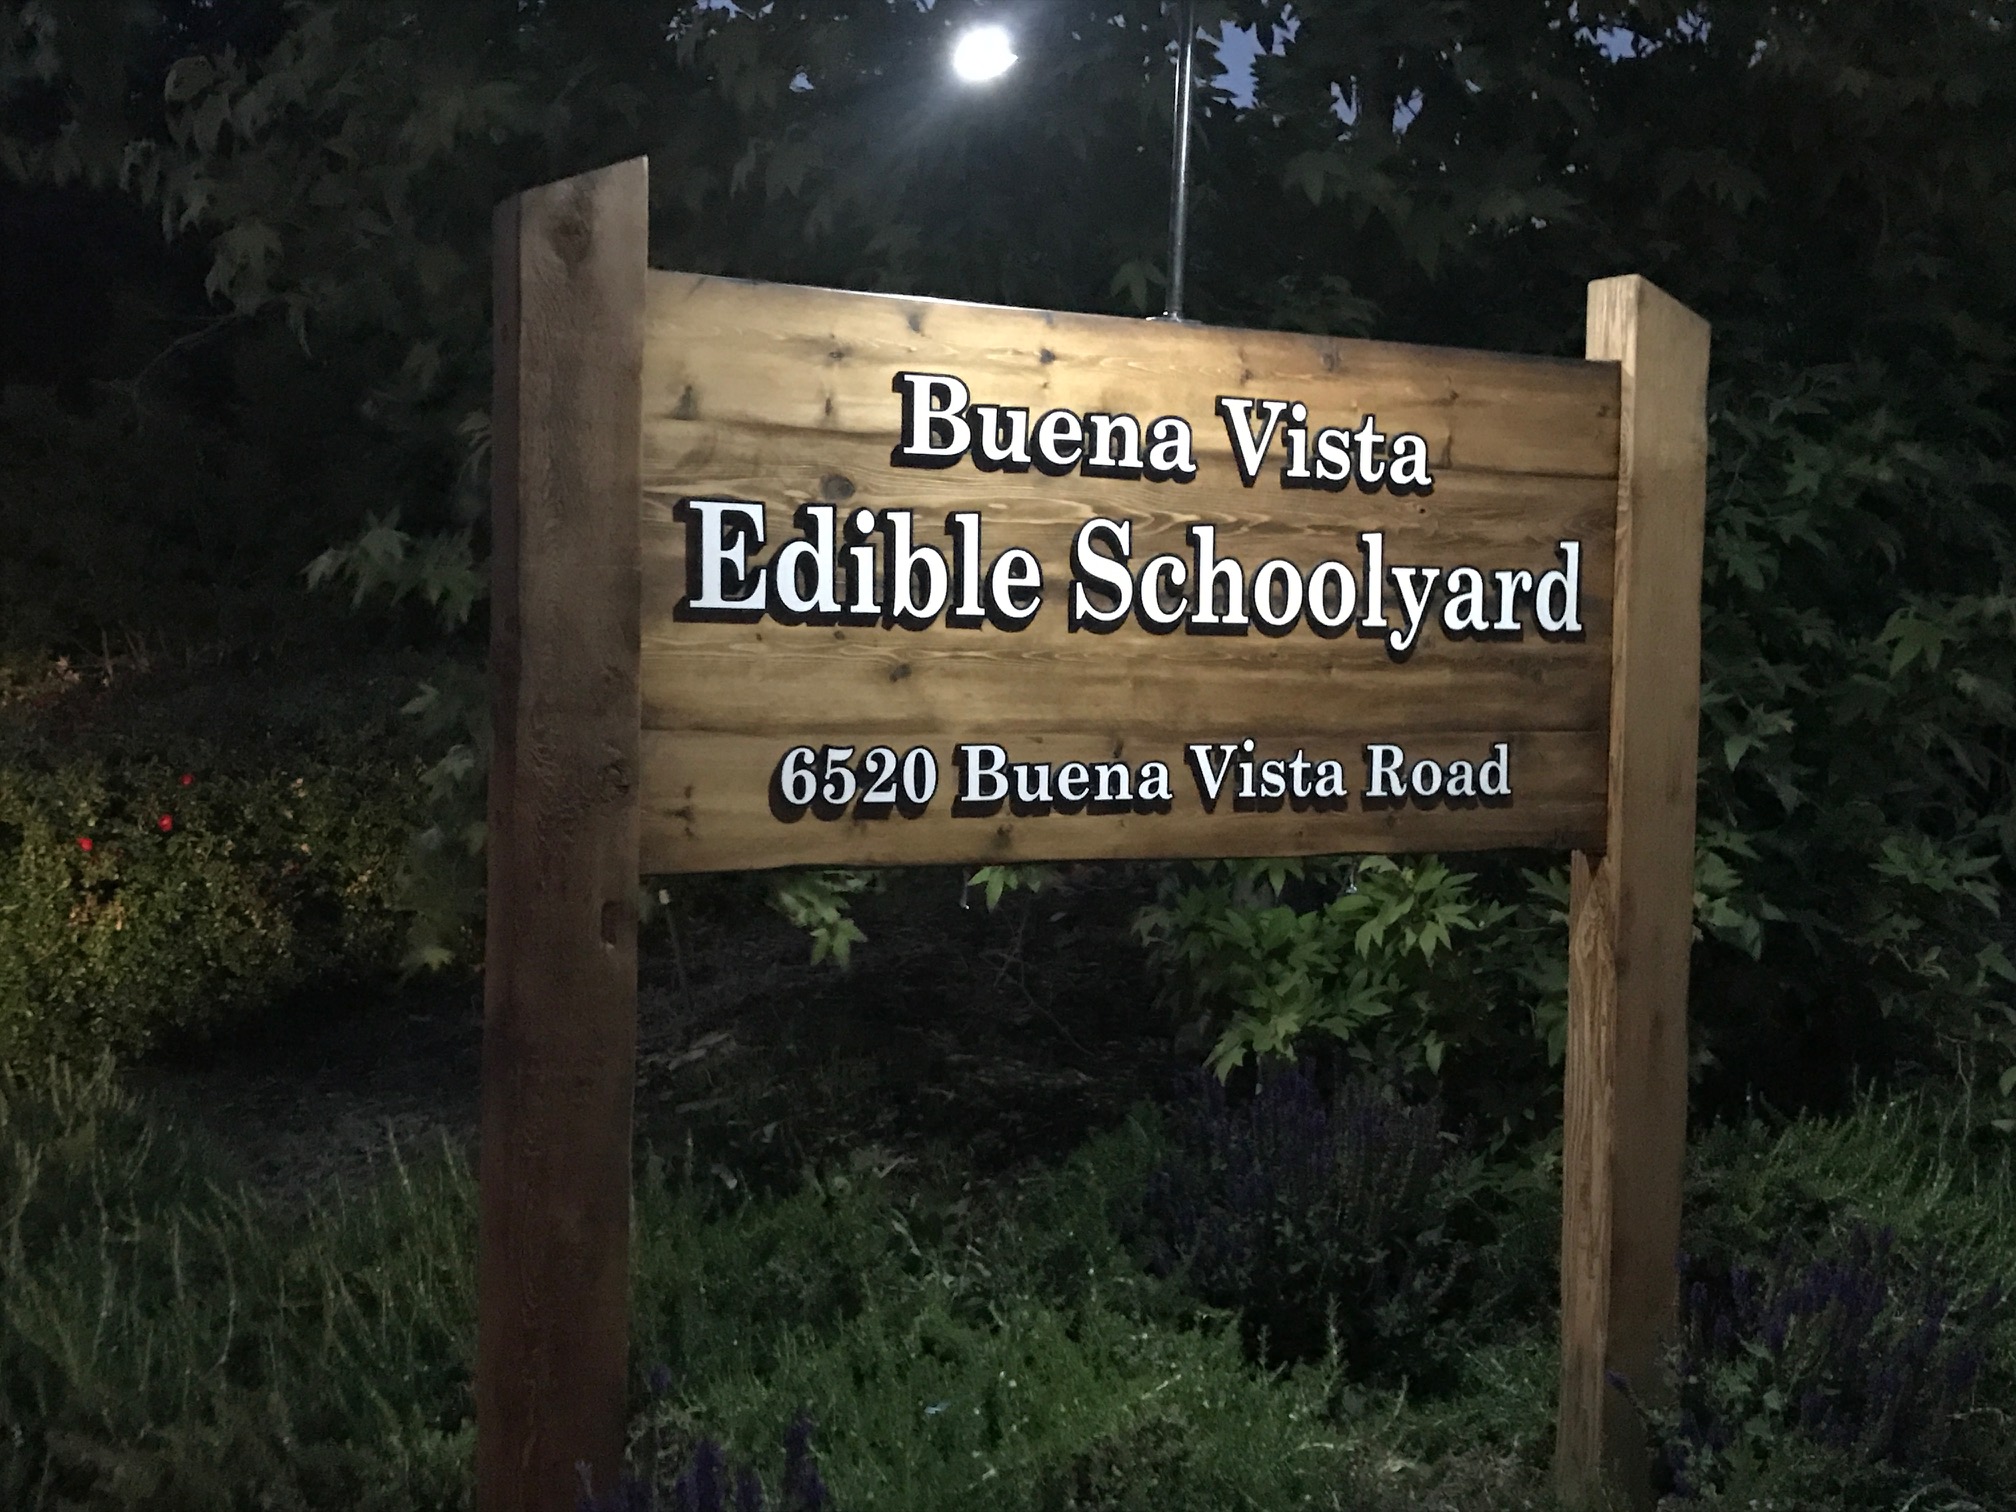 Buena Vista
Edible Schoolyard
6520 Buena Vista Road